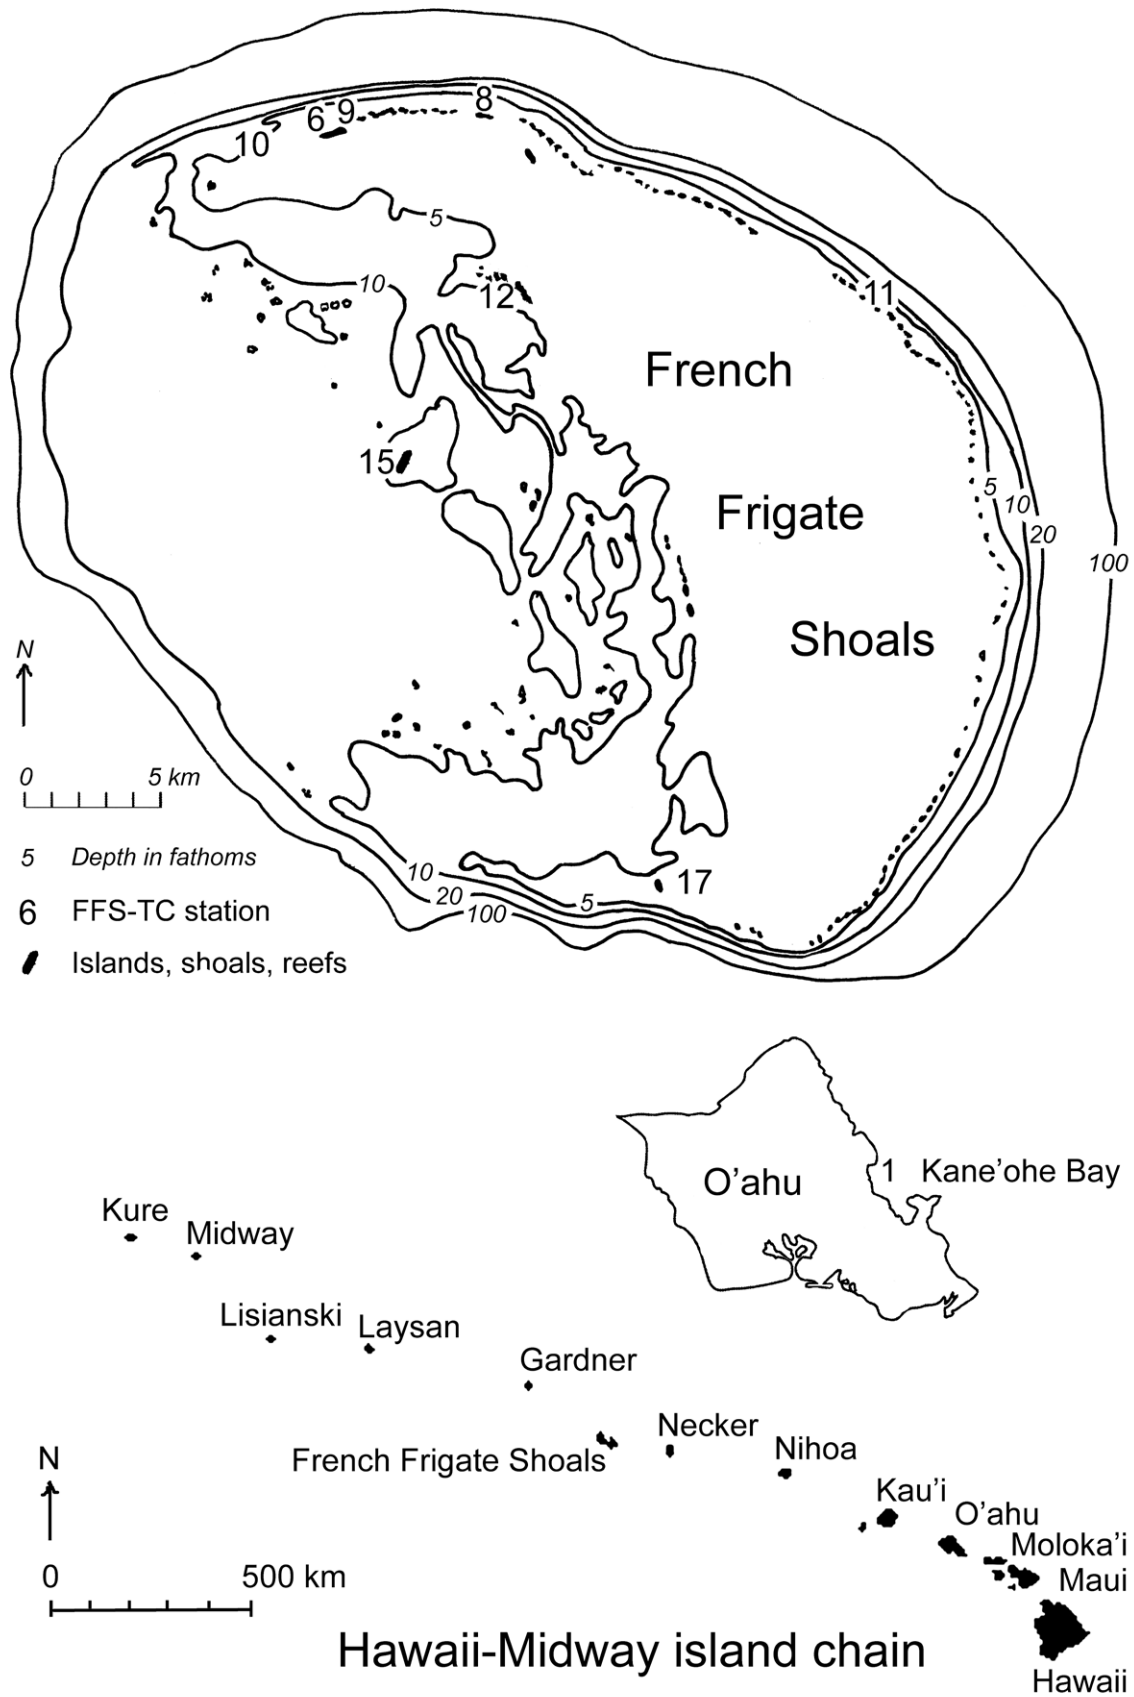 6 9
8
10
5
10
12
11
French
15
5
10
Frigate
20
100
Shoals
N
0 5 km
5 Depth in fathoms
10
20
100
5
17
6 FFS-TC station
Islands, shoals, reefs
O’ahu
1 Kane’ohe Bay
Kure
Midway
Lisianski
Laysan
Gardner
Necker
French Frigate Shoals
Nihoa
Kau’i
O’ahu
Moloka’i
Maui
N
0 500 km
Hawaii-Midway island chain
Hawaii